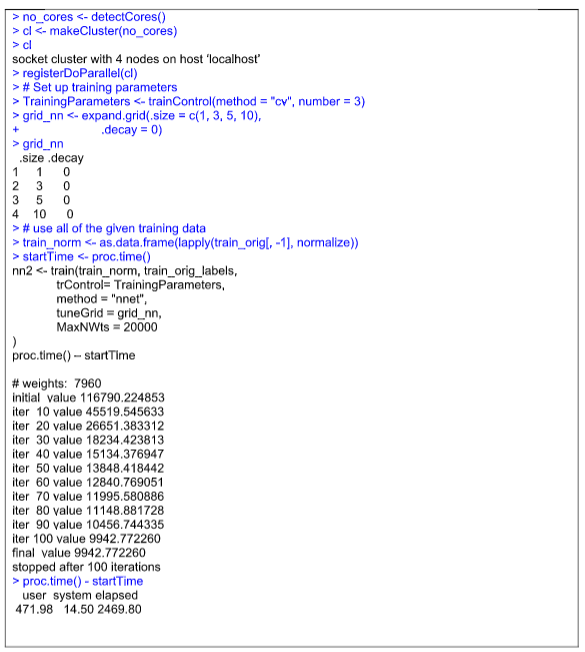 > no_cores <- detectCores()
> cl <- makeCluster(no_cores)
> cl
socket cluster with 4 nodes on host 'localhost'
> registerDoParallel(cl)
> # Set up training parameters
> TrainingParameters <- trainControl(method = "cv", number = 3)
> grid_nn <- expand.grid(.size = c(1, 3, 5, 10),
+ .decay = 0)
> grid_nn
.size .decay
1 1 0
2 3 0
3 5 0
4 10 0
> # use all of the given training data
> train_norm <- as.data.frame(lapply(train_orig[, -1], normalize))
> startTime <- proc.time()
nn2 <- train(train_norm, train_orig_labels,
trControl= TrainingParameters,
method = "nnet",
tuneGrid = grid_nn,
MaxNWts = 20000
)
proc.time() – startTIme
# weights: 7960
initial value 116790.224853
iter 10 value 45519.545633
iter 20 value 26651.383312
iter 30 value 18234.423813
iter 40 value 15134.376947
iter 50 value 13848.418442
iter 60 value 12840.769051
iter 70 value 11995.580886
iter 80 value 11148.881728
iter 90 value 10456.744335
iter 100 value 9942.772260
final value 9942.772260
stopped after 100 iterations
> proc.time() - startTime
user system elapsed
471.98 14.50 2469.80